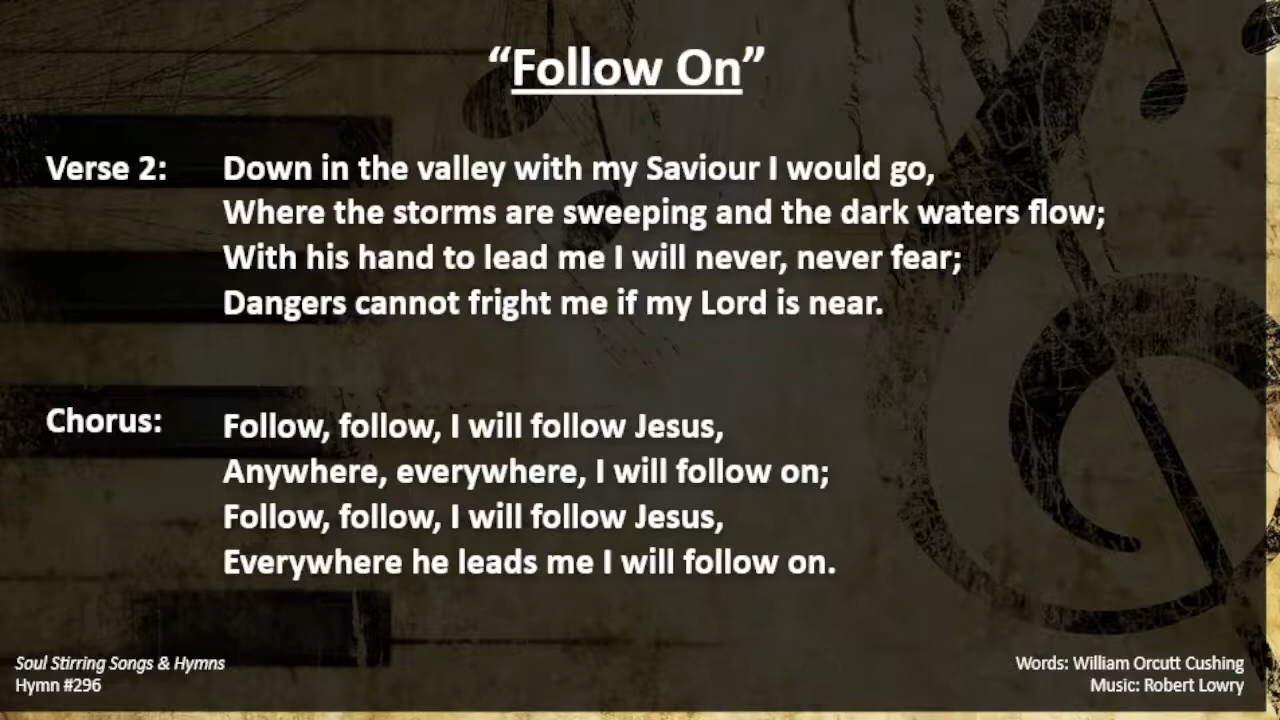 “Follow On”
Verse 2:
Down in the valley with my Saviour I would go,
Where the storms are sweeping and the dark waters flow;
With his hand to lead me I will never, never fear;
Dangers cannot fright me if my Lord is near.
Chorus:
Follow, follow, I will follow Jesus,
Anywhere, everywhere, I will follow on;
Follow, follow, I will follow Jesus,
Everywhere he leads me I will follow on.
Soul Stirring Songs & Hymns
Hymn #296
Words: William Orcutt Cushing
Music: Robert Lowry